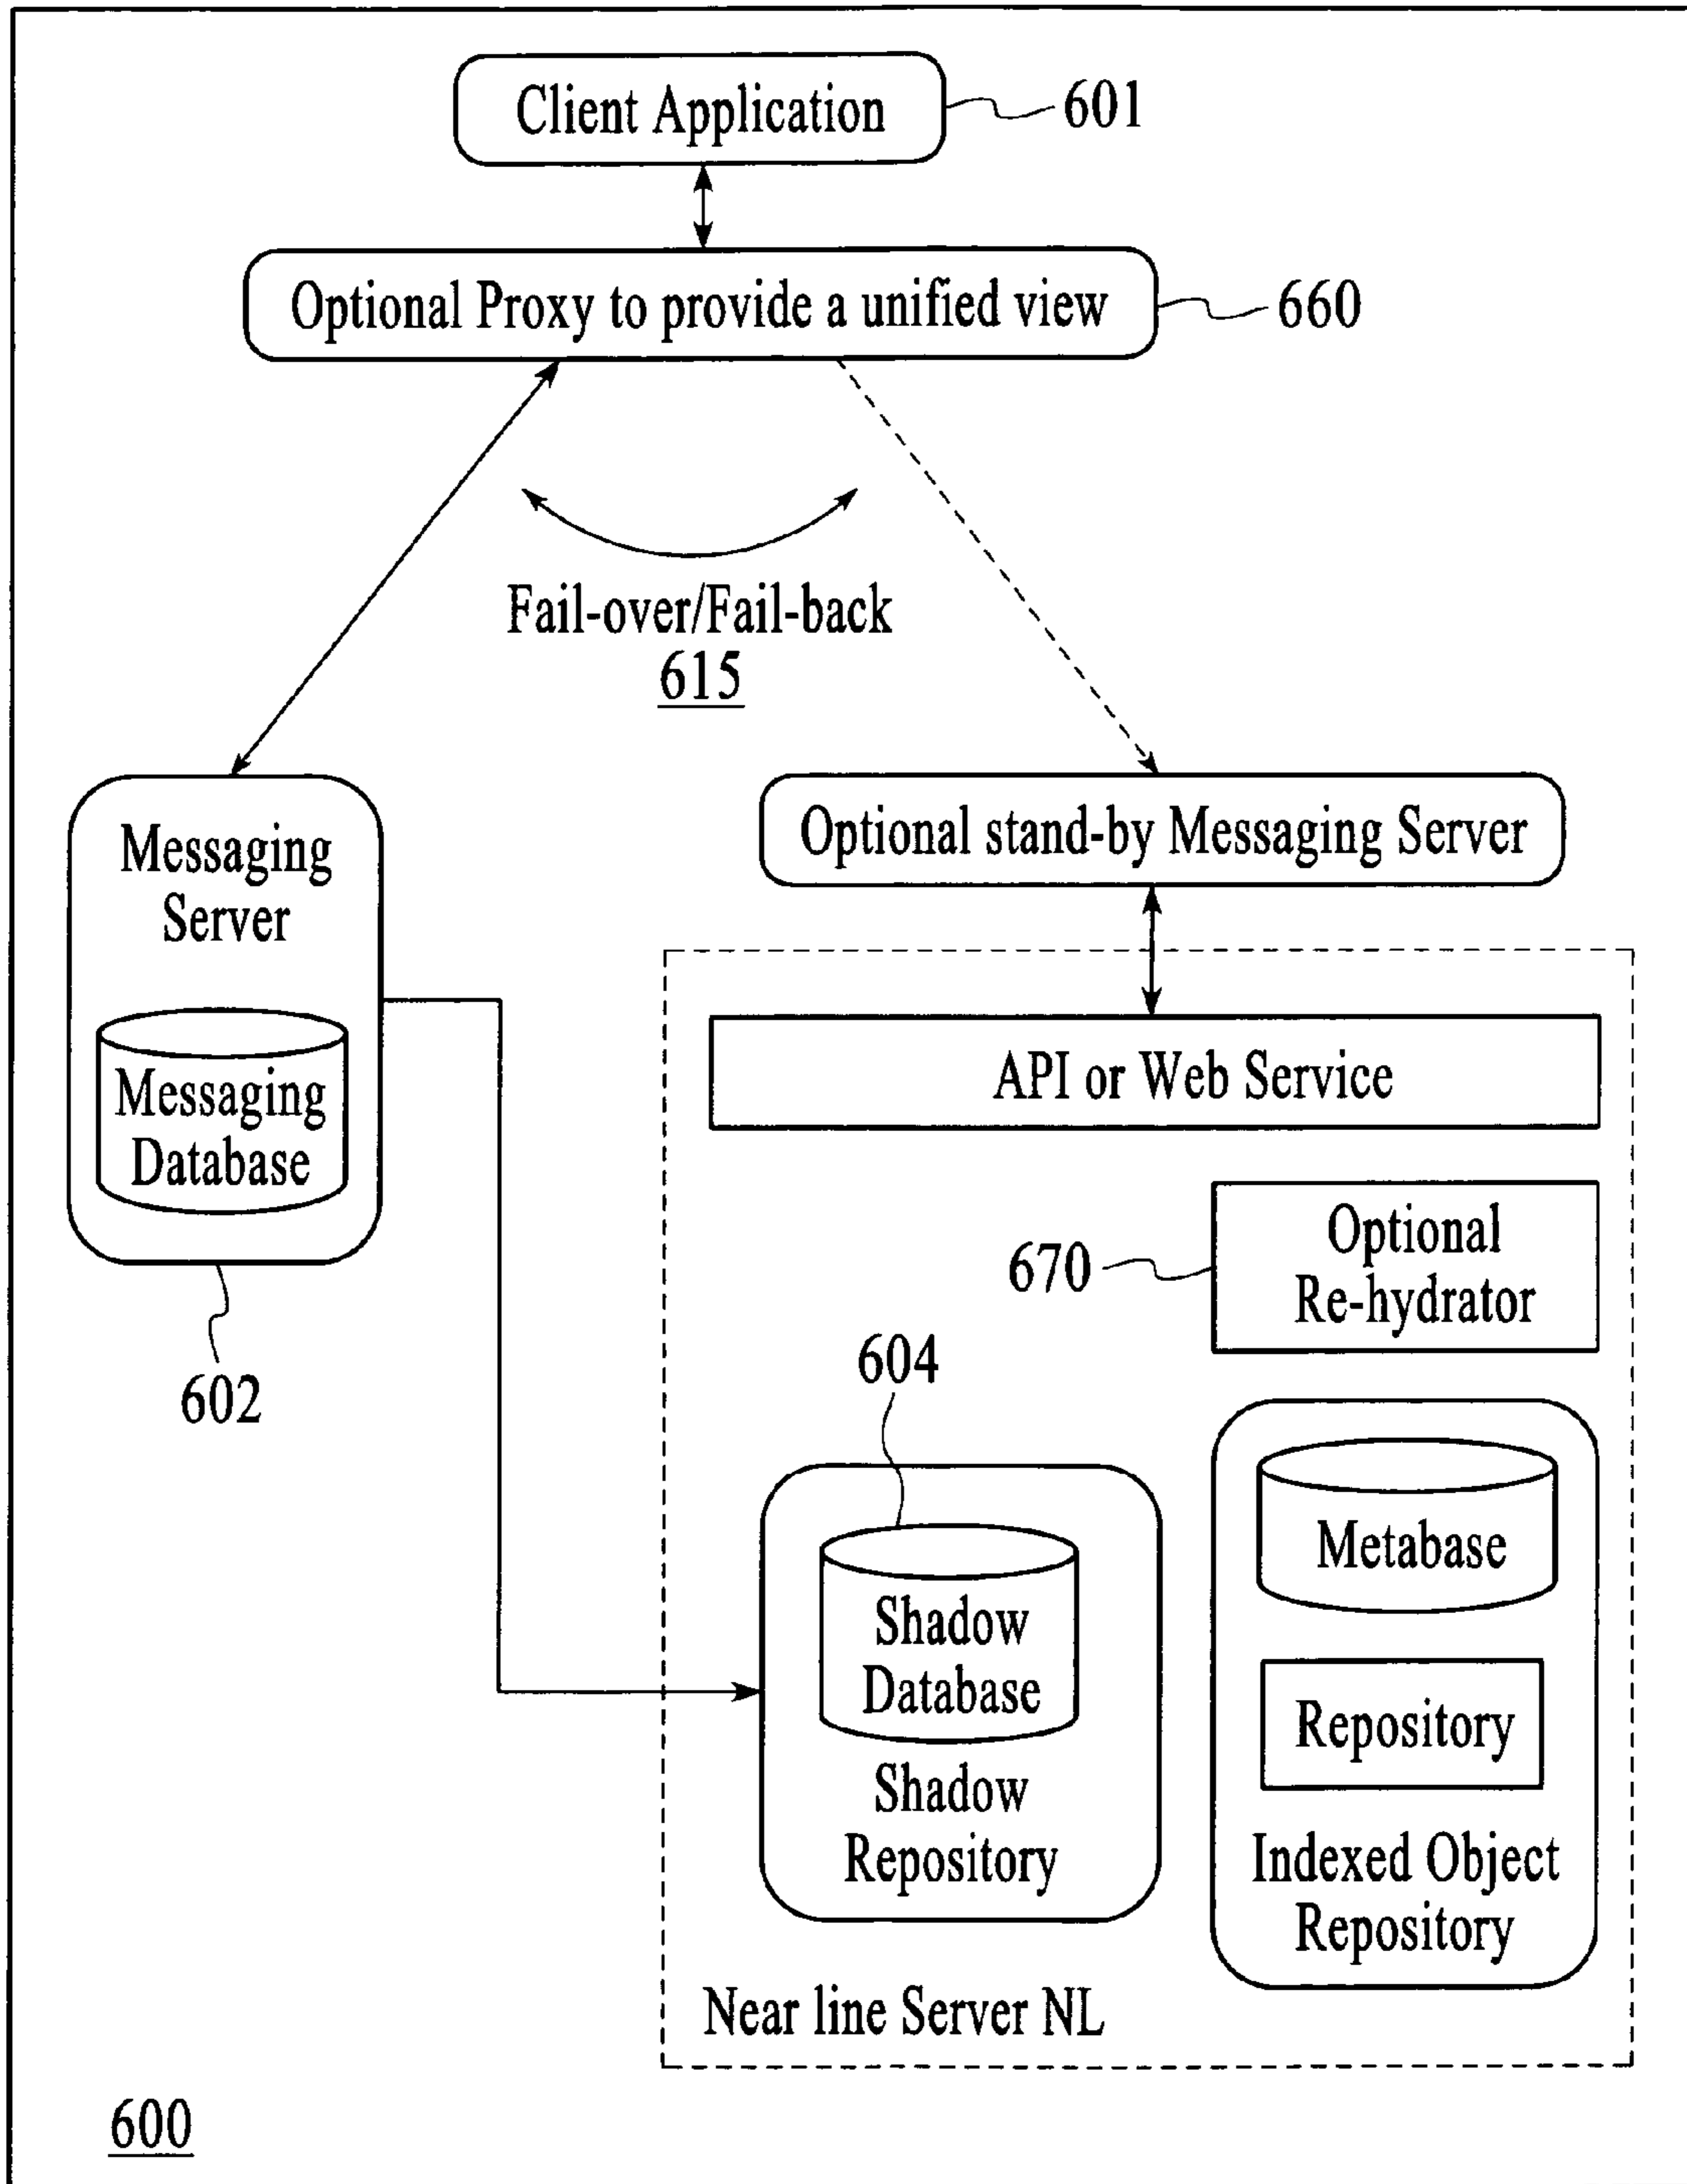 Client Application
601
Optional Proxy to provide a unified view
660
Fail-over/Fail-back
615
Messaging
Server
Messaging
Database
602
Optional stand-by Messaging Server
API or Web Service
Optional
Re-hydrator
670
604
Shadow
Database
Shadow
Repository
Metabase
Repository
Indexed Object
Repository
Near line Server NL
600